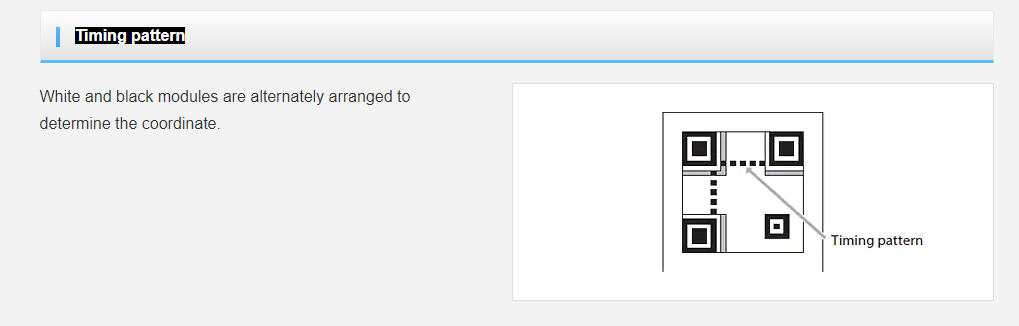 Timing pattern
White and black modules are alternately arranged to
determine the coordinate.
Timing pattern